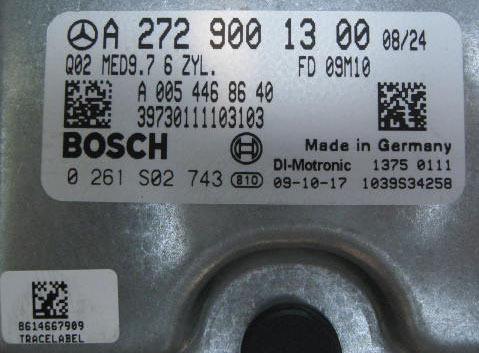 A 272 900 13 00 08/24
Q02 MED9.7 6 ZYL. FD 09M10
A 005 446 86 40
39730111103103
BOSCH Made in Germany
DI-Motronic 1375 0111
0 261 S02 743 810 09-10-17 1039S34258
8614667909
TRACELABEL